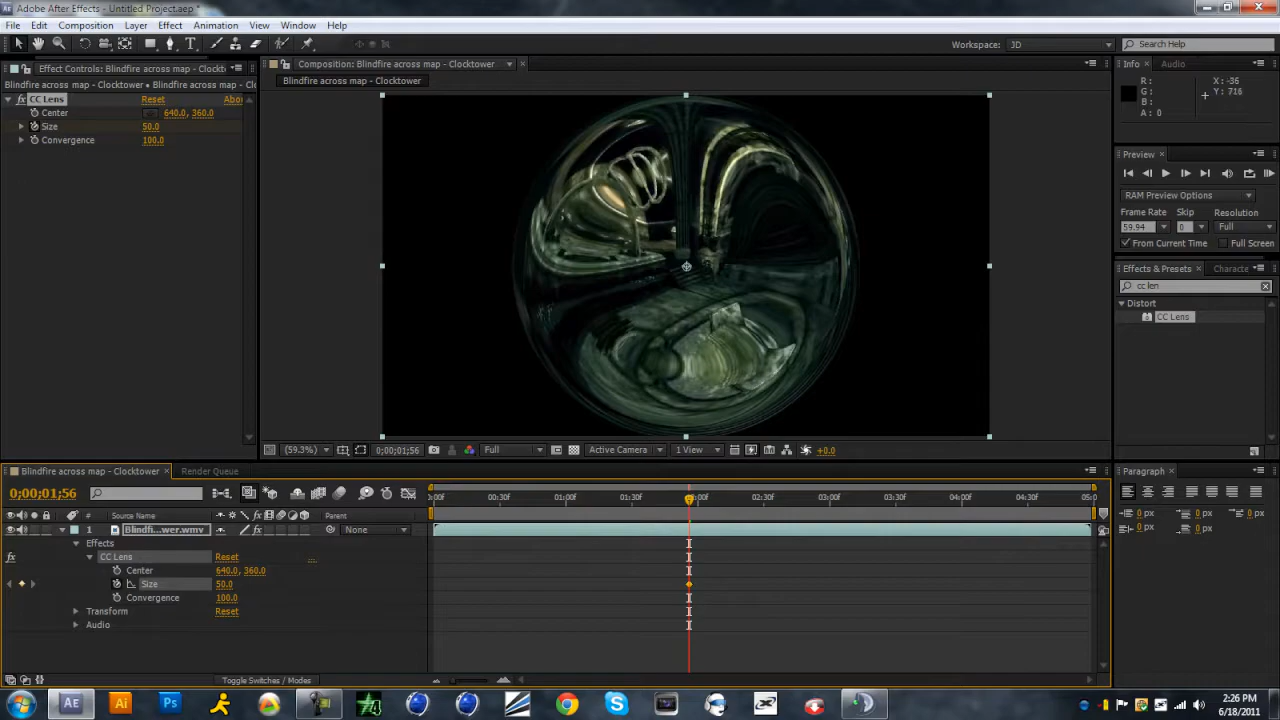 Adobe After Effects - Untitled Project.aep *
File Edit Composition Layer Effect Animation View Window Help
Workspace: 3D Search Help
Effect Controls: Blindfire across map - Clockt
Blindfire across map - Clocktower • Blindfire across map - Cl
CC Lens Reset Abou
Center 640.0, 360.0
Size 50.0
Convergence 100.0
Composition: Blindfire across map - Clocktower
Blindfire across map - Clocktower
(59.3%) 0;00;01;56 Full Active Camera 1 View +0.0
Info Audio
R: X: -36
G: Y: 716
B:
A: 0
Preview
RAM Preview Options
Frame Rate Skip Resolution
59.94 0 Full
From Current Time Full Screen
Effects & Presets Characte
cc len
Distort
CC Lens
Blindfire across map - Clocktower Render Queue
0;00;01;56
0:00f 00:30f 01:00f 01:30f 02:00f 02:30f 03:00f 03:30f 04:00f 04:30f 05:0
# Source Name Parent
1 Blindfi...wer.wmv None
Effects
CC Lens Reset ...
Center 640.0, 360.0
Size 50.0
Convergence 100.0
Transform Reset
Audio
Toggle Switches / Modes
Paragraph
0 px 0 px 0 px
0 px 0 px
2:26 PM
6/18/2011